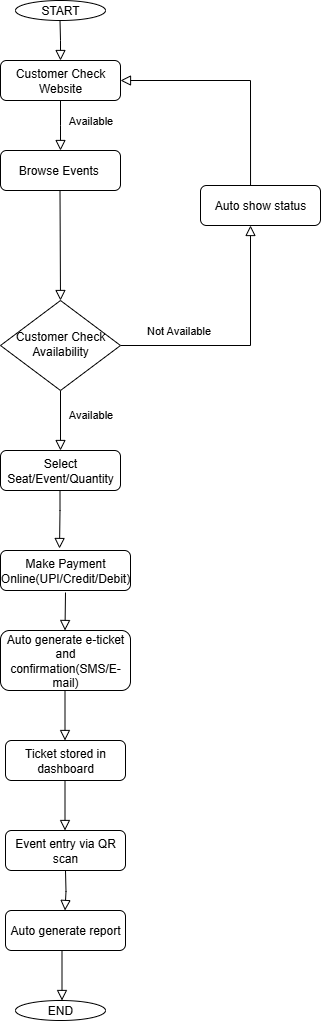 START
Customer Check
Website
Available
Browse Events
Auto show status
Customer Check
Availability
Not Available
Available
Select
Seat/Event/Quantity
Make Payment
Online(UPI/Credit/Debit)
Auto generate e-ticket
and
confirmation(SMS/E-
mail)
Ticket stored in
dashboard
Event entry via QR
scan
Auto generate report
END